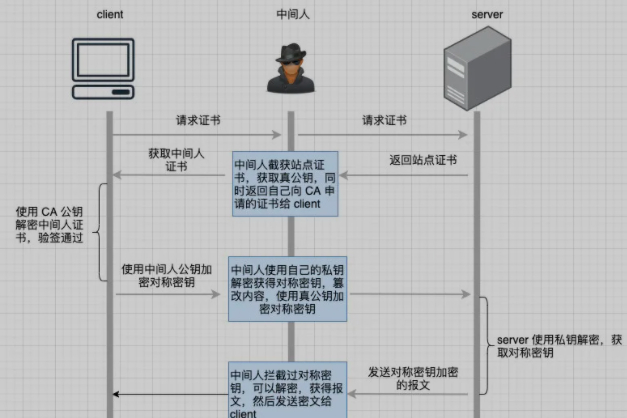 client
中间人
server
请求证书
请求证书
获取中间人
证书
中间人截获站点证
书，获取真公钥，同
时返回自己向 CA 申
请的证书给 client
返回站点证书
使用 CA 公钥
解密中间人证
书，验签通过
使用中间人公钥加
密对称密钥
中间人使用自己的私钥
解密获得对称密钥，篡
改内容，使用真公钥加
密对称密钥
server 使用私钥解密，获
取对称密钥
中间人拦截过对称密
钥，可以解密，获得报
文，然后发送密文给
client
发送对称密钥加密
的报文